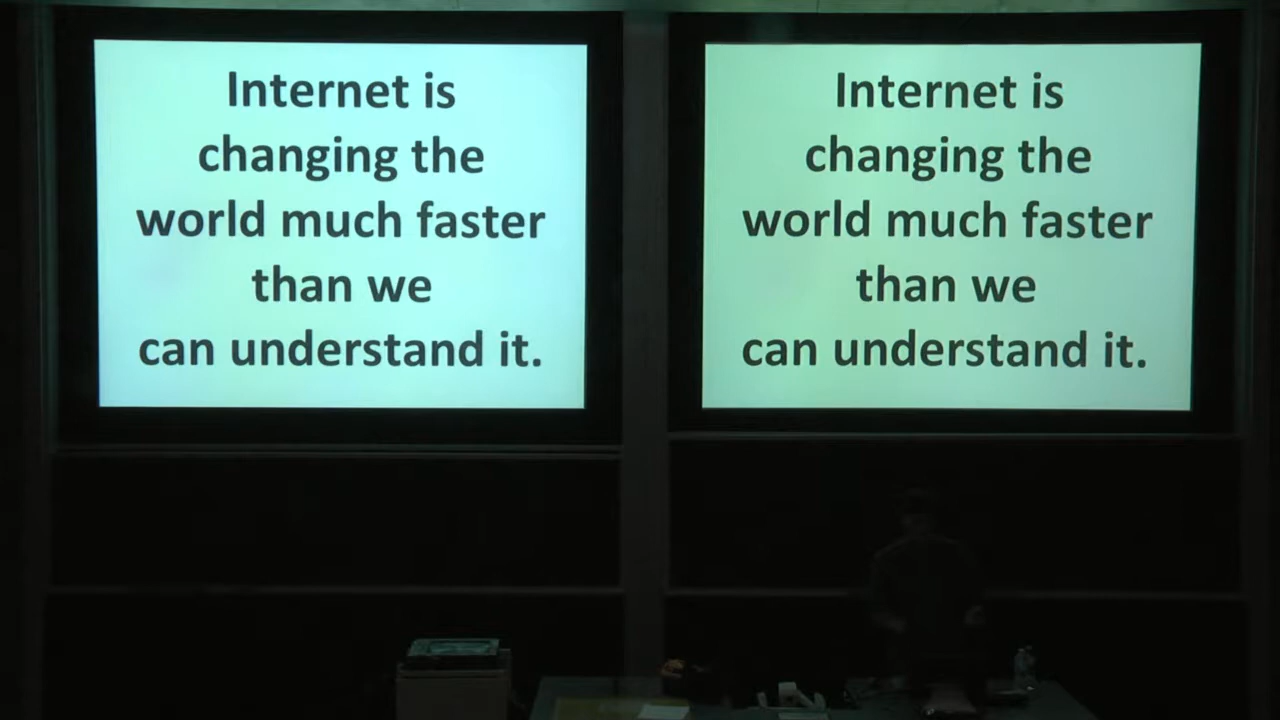 Internet is
changing the
world much faster
than we
can understand it.
Internet is
changing the
world much faster
than we
can understand it.